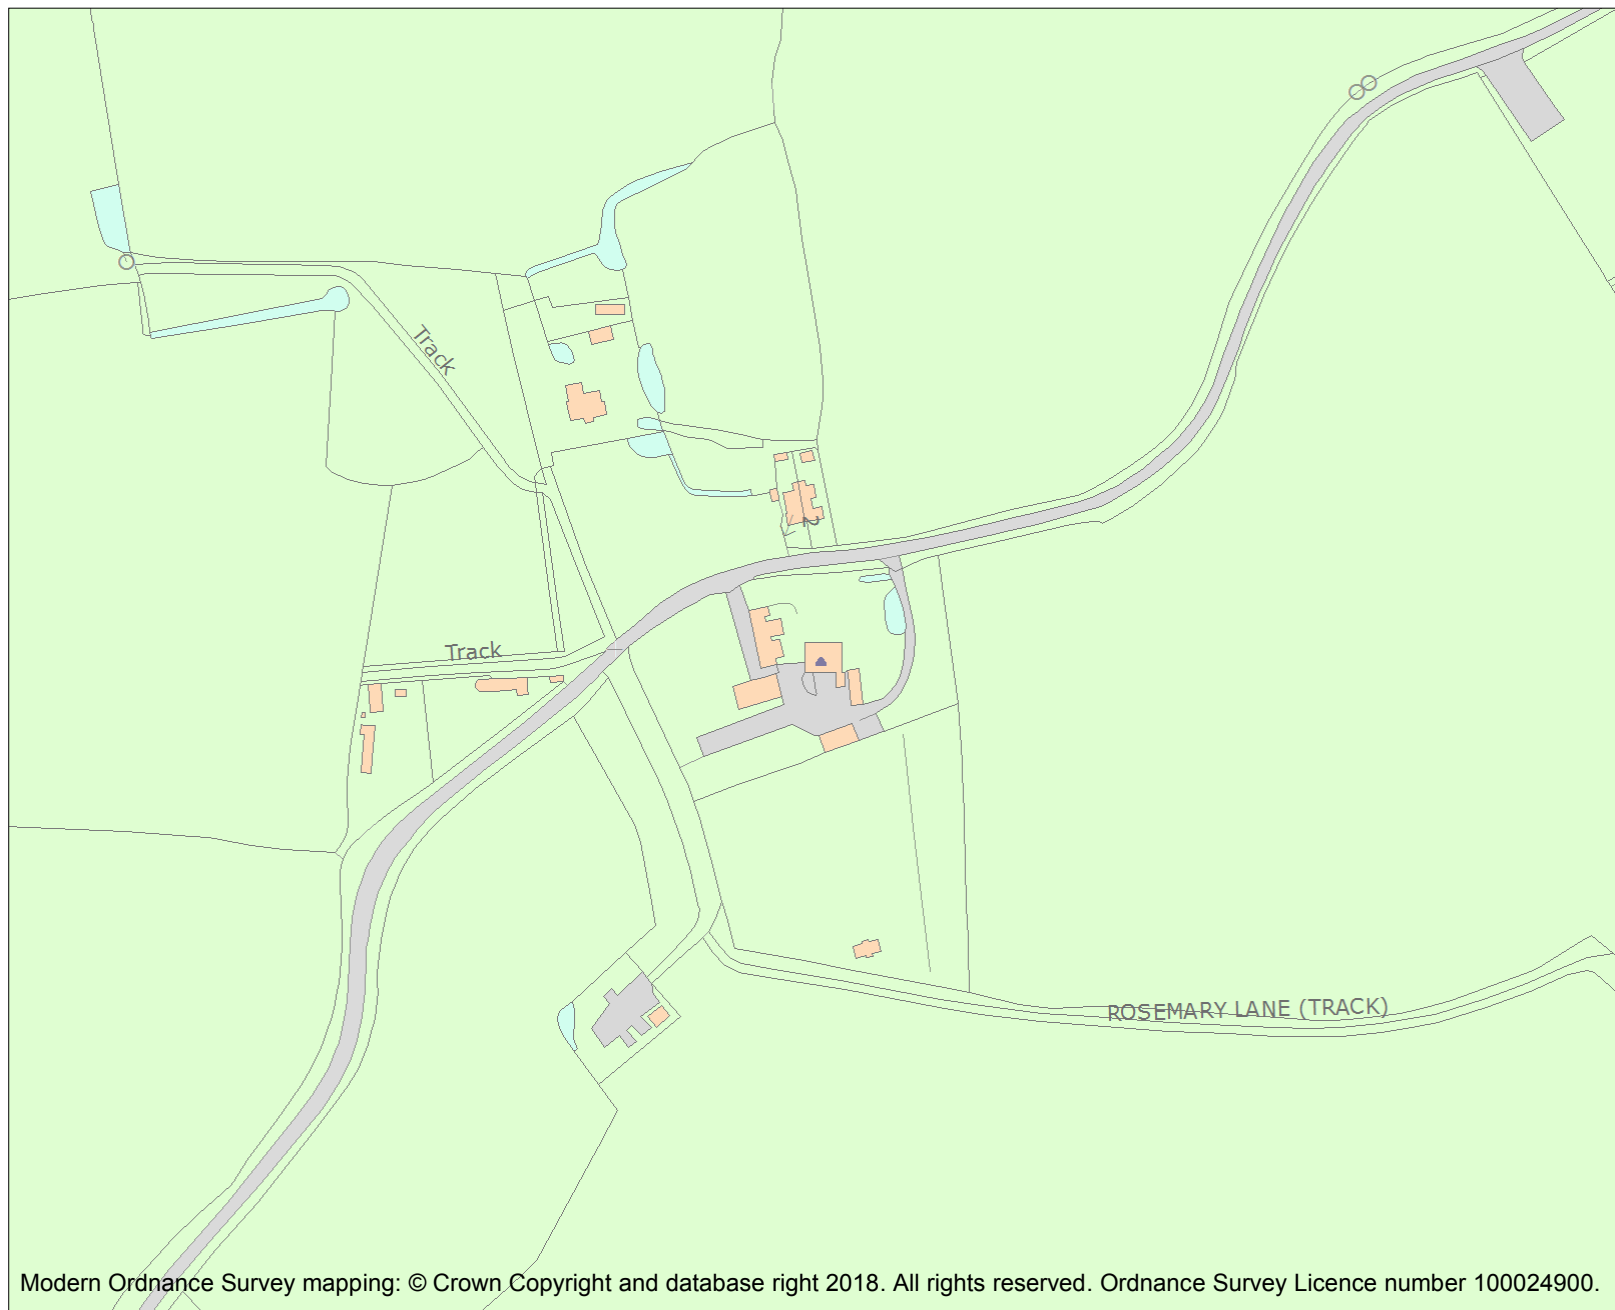 Track
2
Track
ROSEMARY LANE (TRACK)
Modern Ordnance Survey mapping: © Crown Copyright and database right 2018. All rights reserved. Ordnance Survey Licence number 100024900.